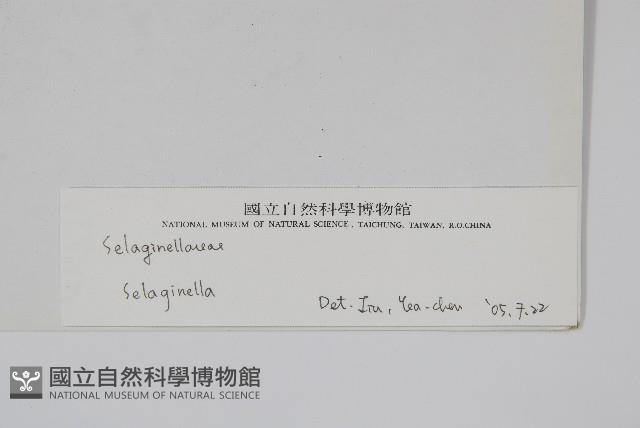 國立自然科學博物館
NATIONAL MUSEUM OF NATURAL SCIENCE, TAICHUNG, TAIWAN, R.O.CHINA
Selaginellaceae
Selaginella
Det. Liu, Yea-chen '05.7.22
國立自然科學博物館
NATIONAL MUSEUM OF NATURAL SCIENCE